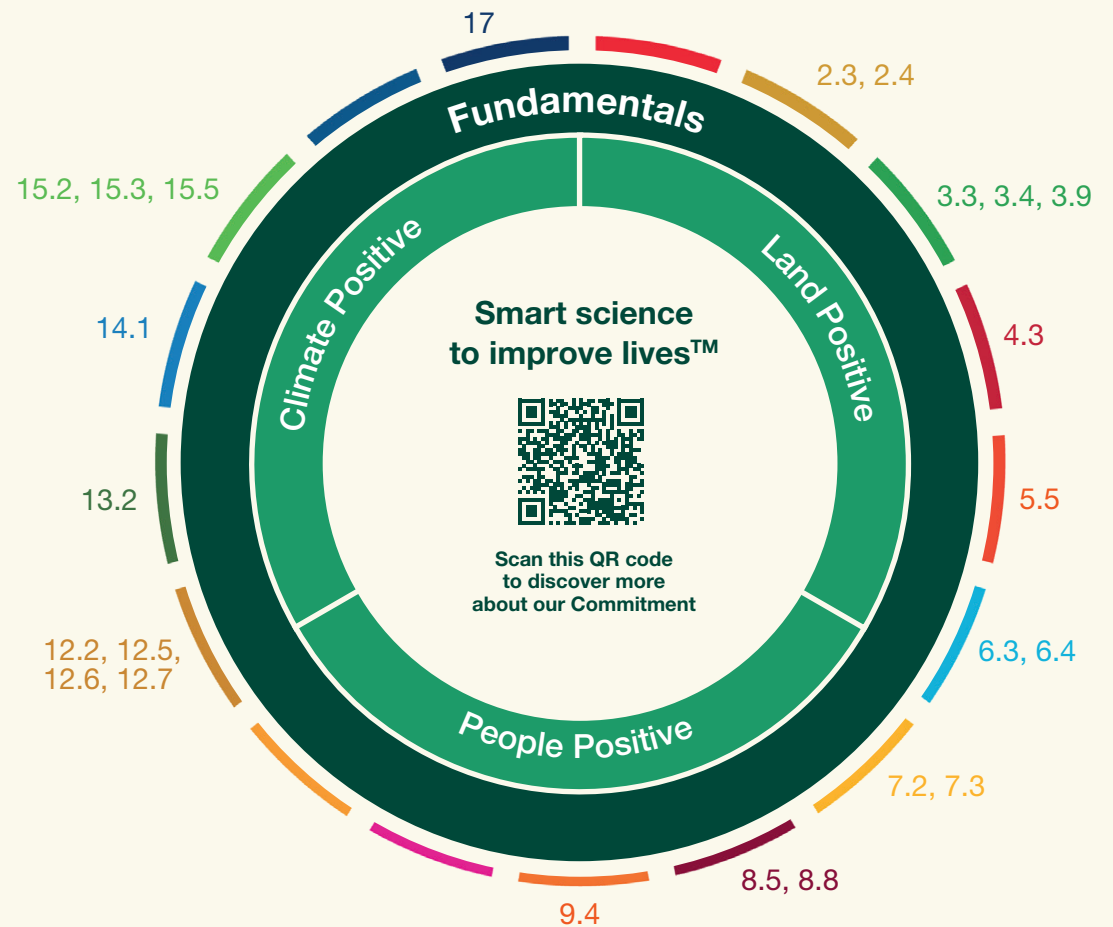 17
2.3, 2.4
3.3, 3.4, 3.9
4.3
5.5
6.3, 6.4
7.2, 7.3
8.5, 8.8
9.4
12.2, 12.5,
12.6, 12.7
13.2
14.1
15.2, 15.3, 15.5
Fundamentals
Climate Positive
Land Positive
People Positive
Smart science
to improve lives™
Scan this QR code
to discover more
about our Commitment